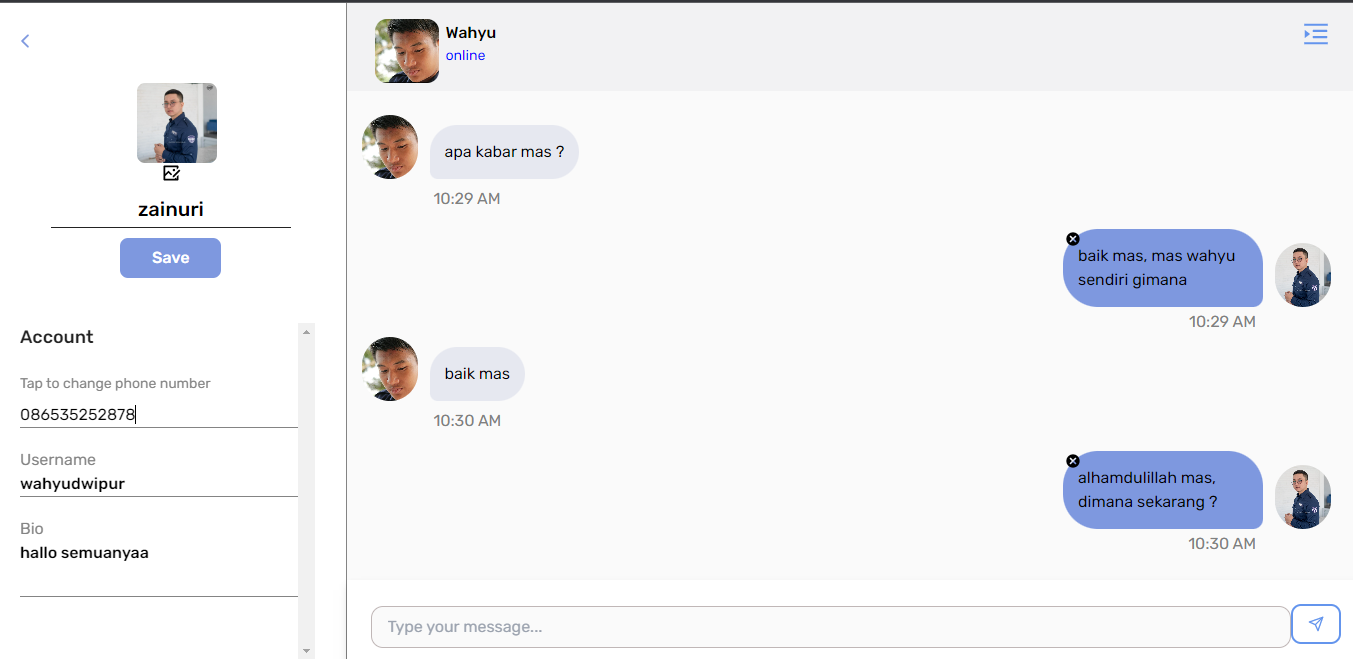 zainuri
Save
Account
Tap to change phone number
086535252878
Username
wahyudwipur
Bio
hallo semuanyaa
Wahyu
online
apa kabar mas ?
10:29 AM
baik mas, mas wahyu
sendiri gimana
10:29 AM
baik mas
10:30 AM
alhamdulillah mas,
dimana sekarang ?
10:30 AM
Type your message...